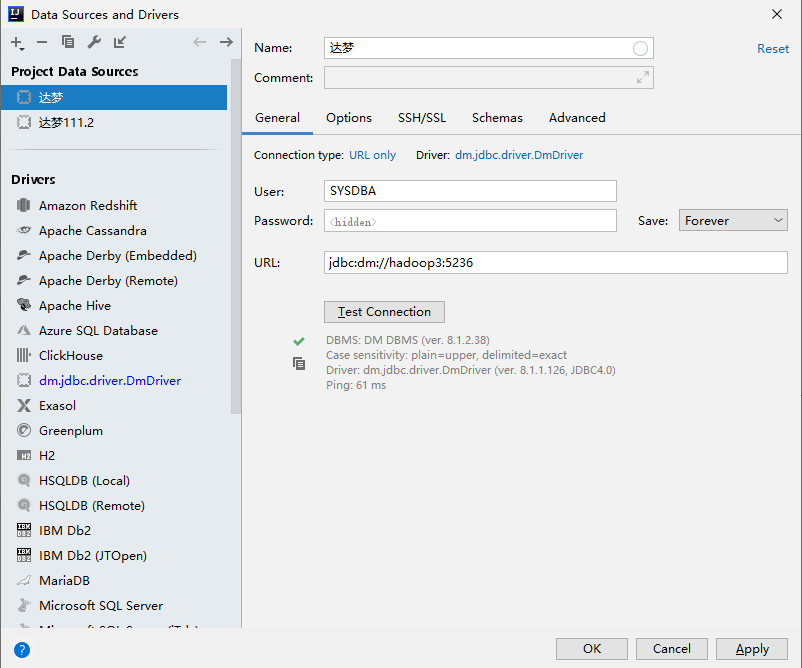 Data Sources and Drivers
Project Data Sources
达梦
达梦111.2
Drivers
Amazon Redshift
Apache Cassandra
Apache Derby (Embedded)
Apache Derby (Remote)
Apache Hive
Azure SQL Database
ClickHouse
dm.jdbc.driver.DmDriver
Exasol
Greenplum
H2
HSQLDB (Local)
HSQLDB (Remote)
IBM Db2
IBM Db2 (JTOpen)
MariaDB
Microsoft SQL Server
Name: 达梦
Reset
Comment:
General Options SSH/SSL Schemas Advanced
Connection type: URL only Driver: dm.jdbc.driver.DmDriver
User: SYSDBA
Password: <hidden> Save: Forever
URL: jdbc:dm://hadoop3:5236
Test Connection
DBMS: DM DBMS (ver. 8.1.2.38)
Case sensitivity: plain=upper, delimited=exact
Driver: dm.jdbc.driver.DmDriver (ver. 8.1.1.126, JDBC4.0)
Ping: 61 ms
OK Cancel Apply